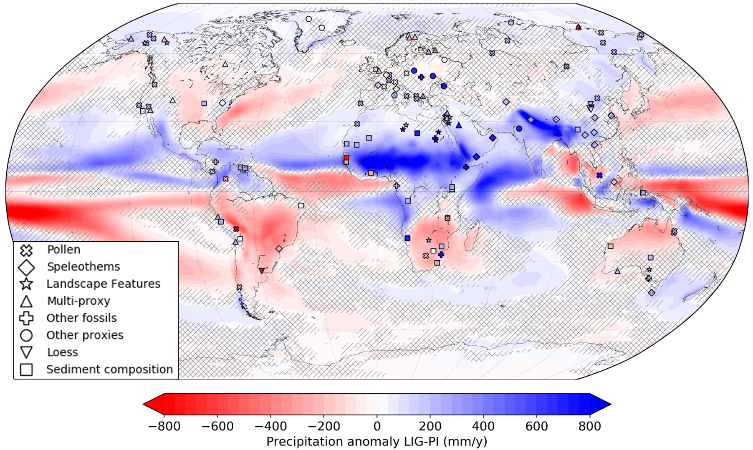 Pollen
Speleothems
Landscape Features
Multi-proxy
Other fossils
Other proxies
Loess
Sediment composition
−800 −600 −400 −200 0 200 400 600 800
Precipitation anomaly LIG-PI (mm/y)